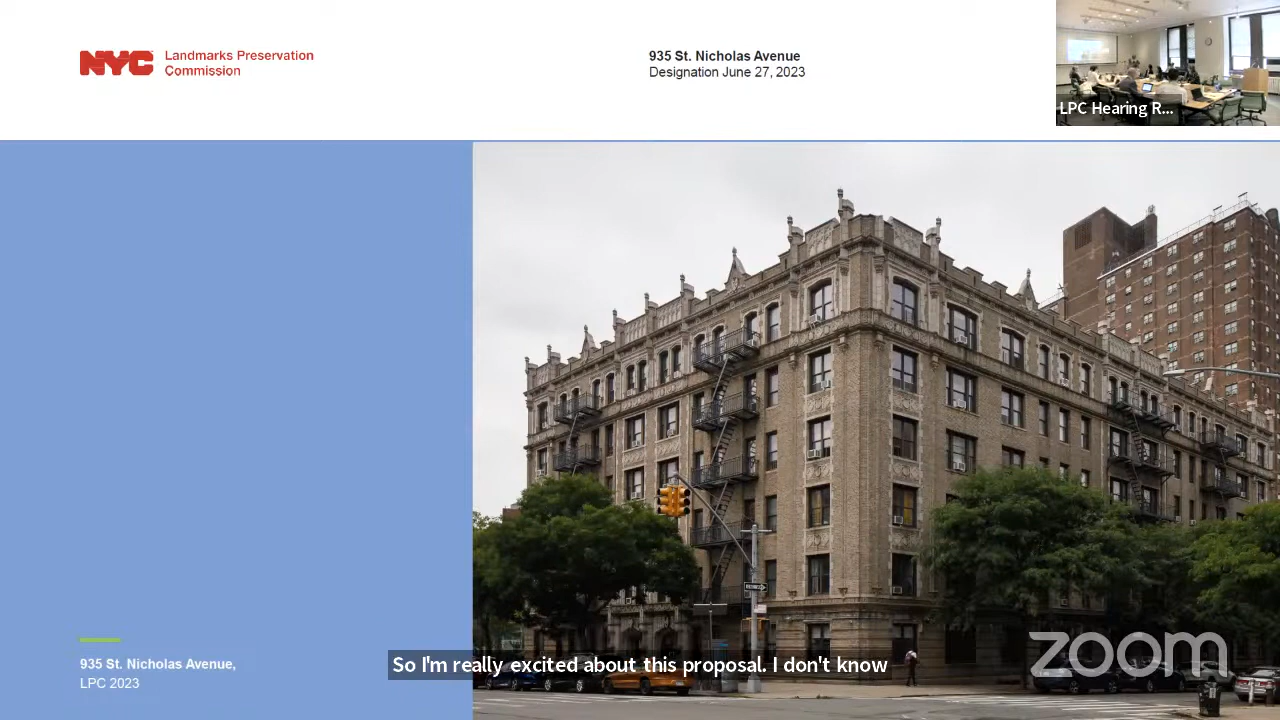 NYC
Landmarks Preservation
Commission
935 St. Nicholas Avenue
Designation June 27, 2023
LPC Hearing R...
935 St. Nicholas Avenue,
LPC 2023
So I'm really excited about this proposal. I don't know
zoom